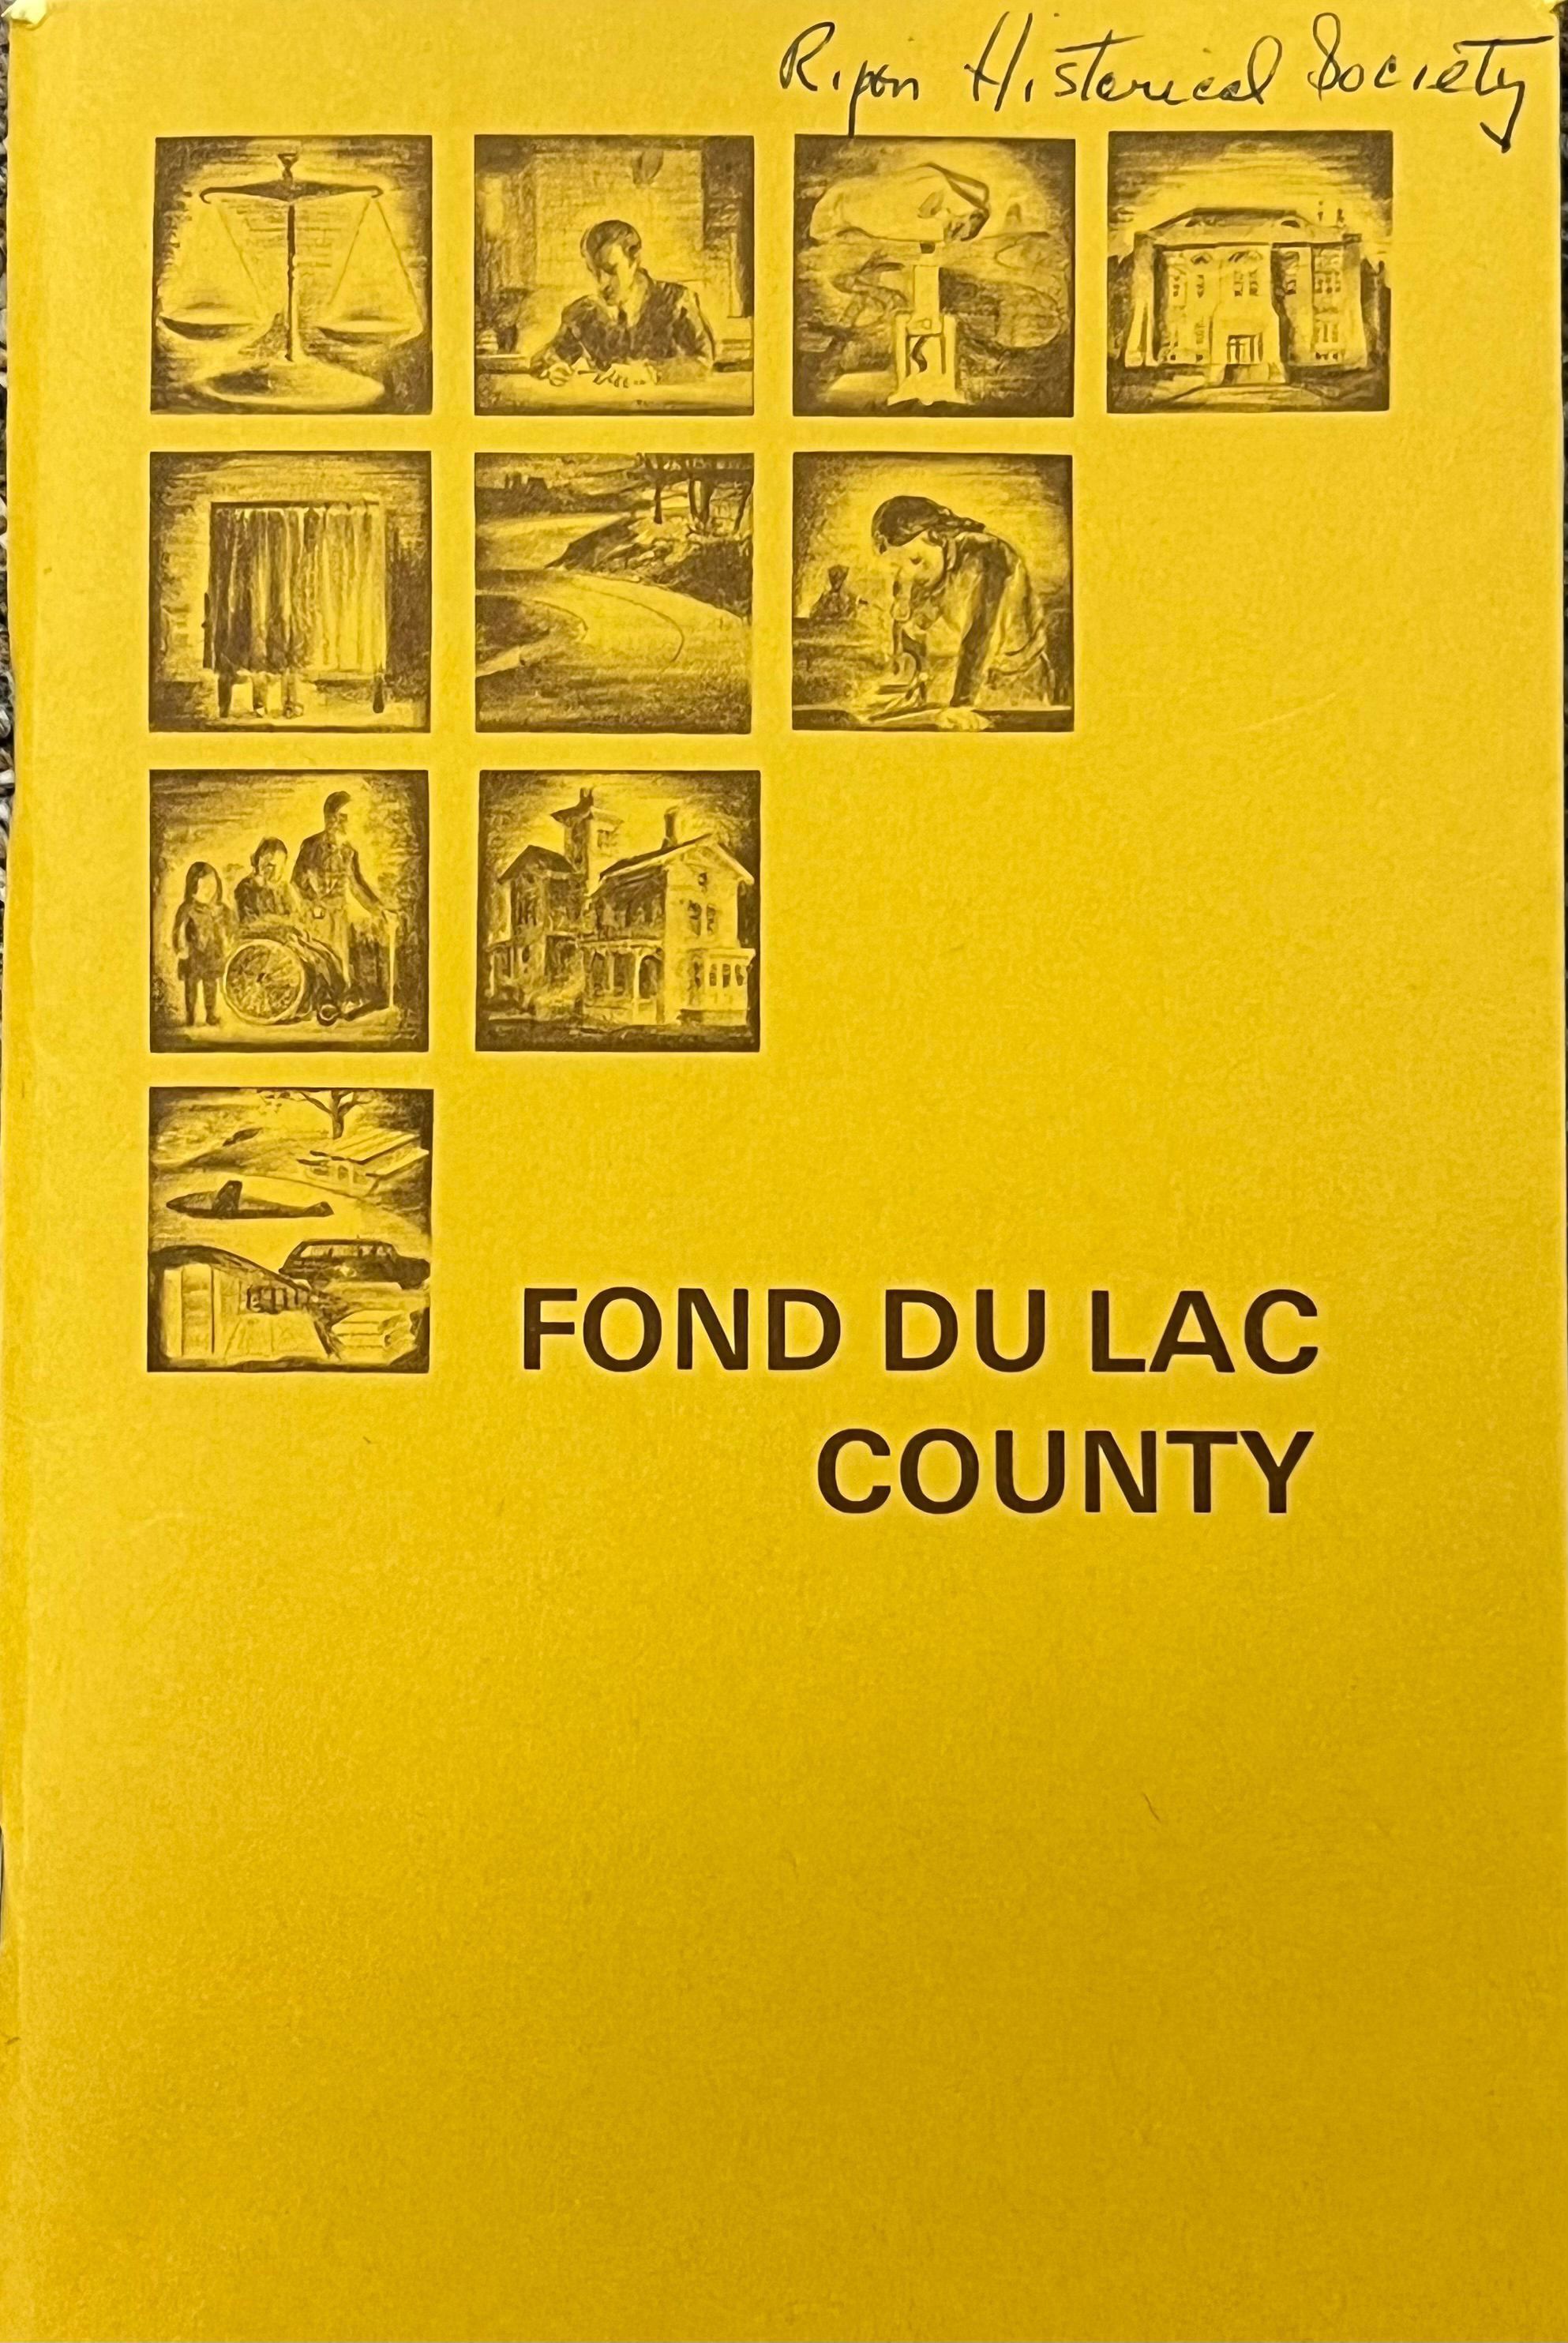 Ripon Historical Society
FOND DU LAC
COUNTY